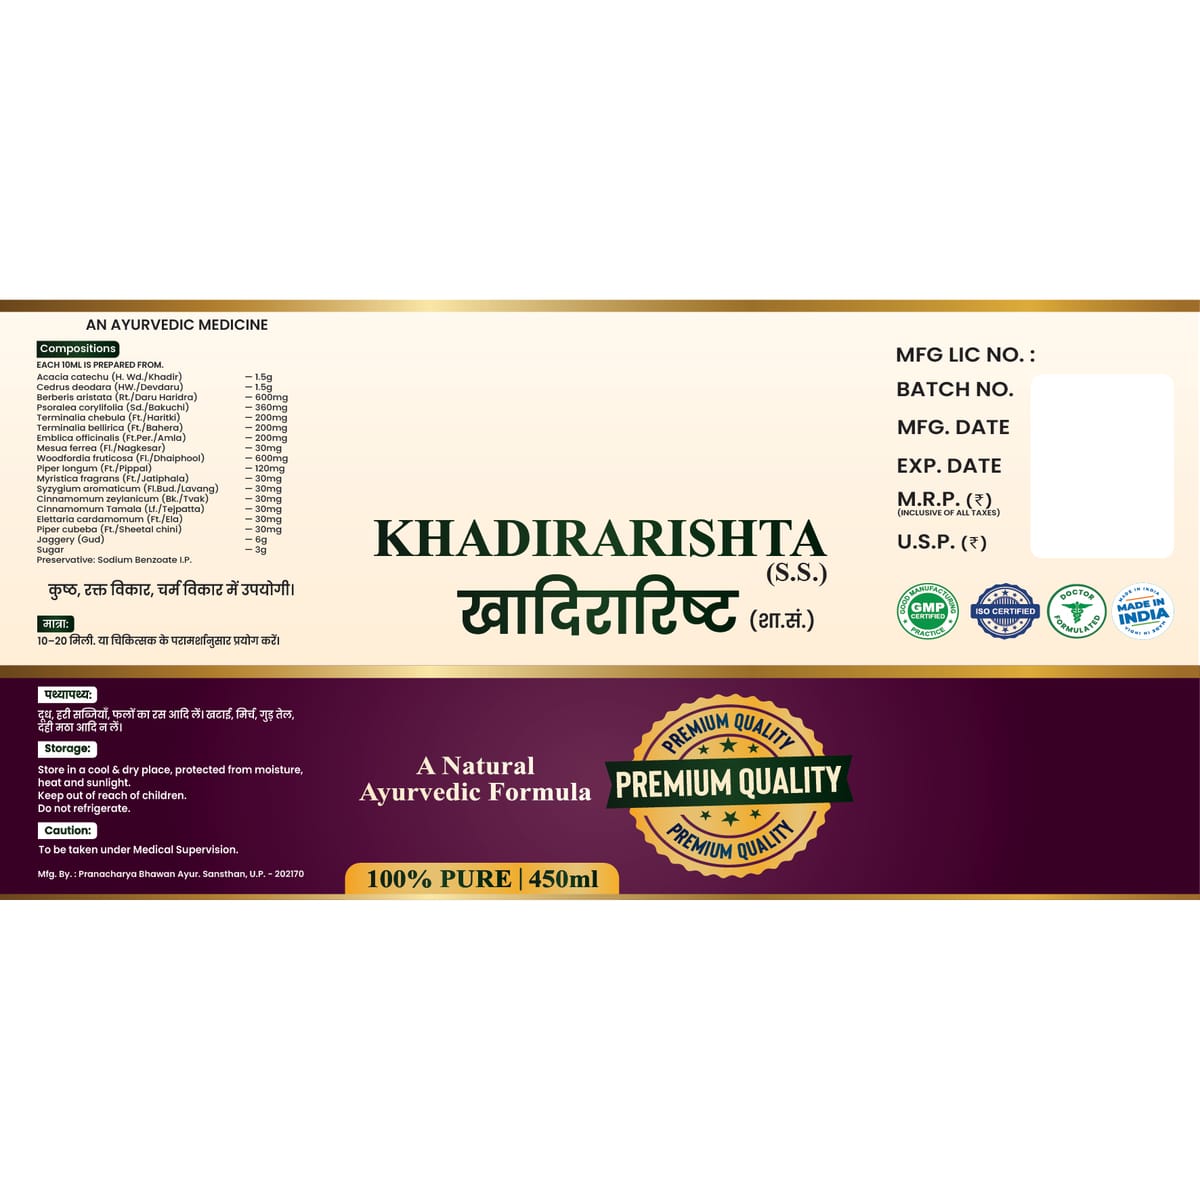 AN AYURVEDIC MEDICINE
Compositions
EACH 10ML IS PREPARED FROM.
Acacia catechu (H. Wd./Khadir) – 1.5g
Cedrus deodara (HW./Devdaru) – 1.5g
Berberis aristata (Rt./Daru Haridra) – 600mg
Psoralea corylifolia (Sd./Bakuchi) – 360mg
Terminalia chebula (Ft./Haritki) – 200mg
Terminalia bellirica (Ft./Bahera) – 200mg
Emblica officinalis (Ft.Per./Amla) – 200mg
Mesua ferrea (Fl./Nagkesar) – 30mg
Woodfordia fruticosa (Fl./Dhaiphool) – 600mg
Piper longum (Ft./Pippal) – 120mg
Myristica fragrans (Ft./Jatiphala) – 30mg
Syzygium aromaticum (Fl.Bud./Lavang) – 30mg
Cinnamomum zeylanicum (Bk./Tvak) – 30mg
Cinnamomum Tamala (Lf./Tejpatta) – 30mg
Elettaria cardamomum (Ft./Ela) – 30mg
Piper cubeba (Ft./Sheetal chini) – 30mg
Jaggery (Gud) – 6g
Sugar – 3g
Preservative: Sodium Benzoate I.P.
कुष्ठ, रक्त विकार, चर्म विकार में उपयोगी।
मात्रा:
10–20 मिली. या चिकित्सक के परामर्शानुसार प्रयोग करें।
पथ्यापथ्य:
दूध, हरी सब्जियाँ, फलों का रस आदि लें। खटाई, मिर्च, गुड़ तेल,
दही मठा आदि न लें।
Storage:
Store in a cool & dry place, protected from moisture,
heat and sunlight.
Keep out of reach of children.
Do not refrigerate.
Caution:
To be taken under Medical Supervision.
Mfg. By. : Pranacharya Bhawan Ayur. Sansthan, U.P. - 202170
KHADIRARISHTA
(S.S.)
खादिरारिष्ट (शा.सं.)
A Natural
Ayurvedic Formula
PREMIUM QUALITY
PREMIUM QUALITY
PREMIUM QUALITY
100% PURE | 450ml
MFG LIC NO. :
BATCH NO.
MFG. DATE
EXP. DATE
M.R.P. (₹)
(INCLUSIVE OF ALL TAXES)
U.S.P. (₹)
GOOD MANUFACTURING
GMP
CERTIFIED
PRACTICE
ISO CERTIFIED
DOCTOR
FORMULATED
MADE IN INDIA
MADE IN
INDIA
MADE IN INDIA